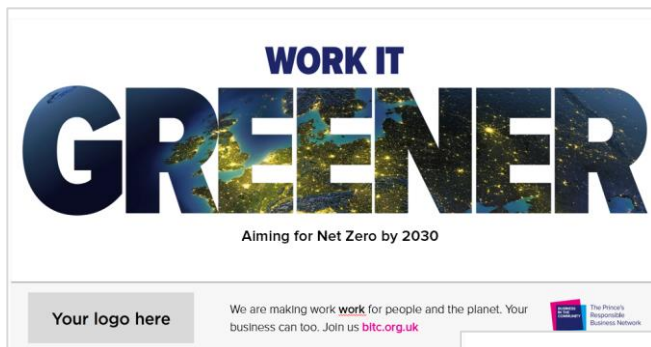 WORK IT
GREENER
Aiming for Net Zero by 2030
Your logo here
We are making work work for people and the planet. Your
business can too. Join us bitc.org.uk
BUSINESS
IN THE
COMMUNITY
The Prince's
Responsible
Business Network